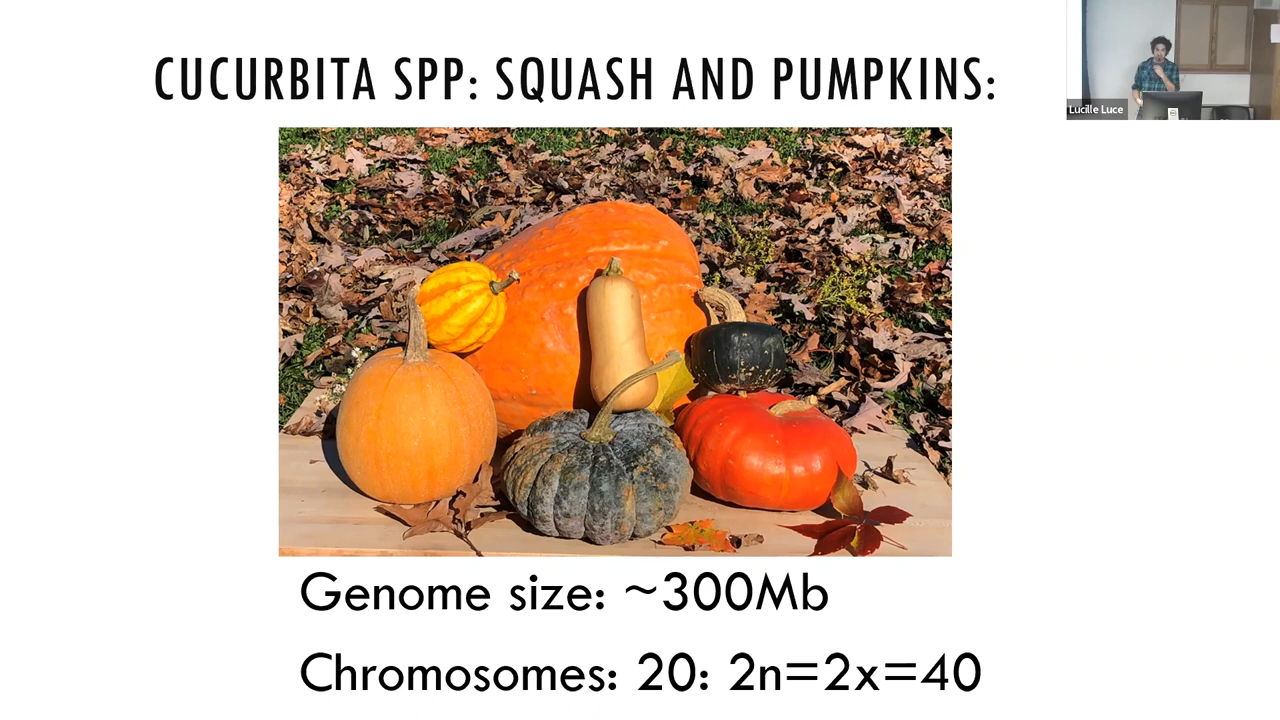 CUCURBITA SPP: SQUASH AND PUMPKINS:
Lucille Luce
Genome size: ~300Mb
Chromosomes: 20: 2n=2x=40